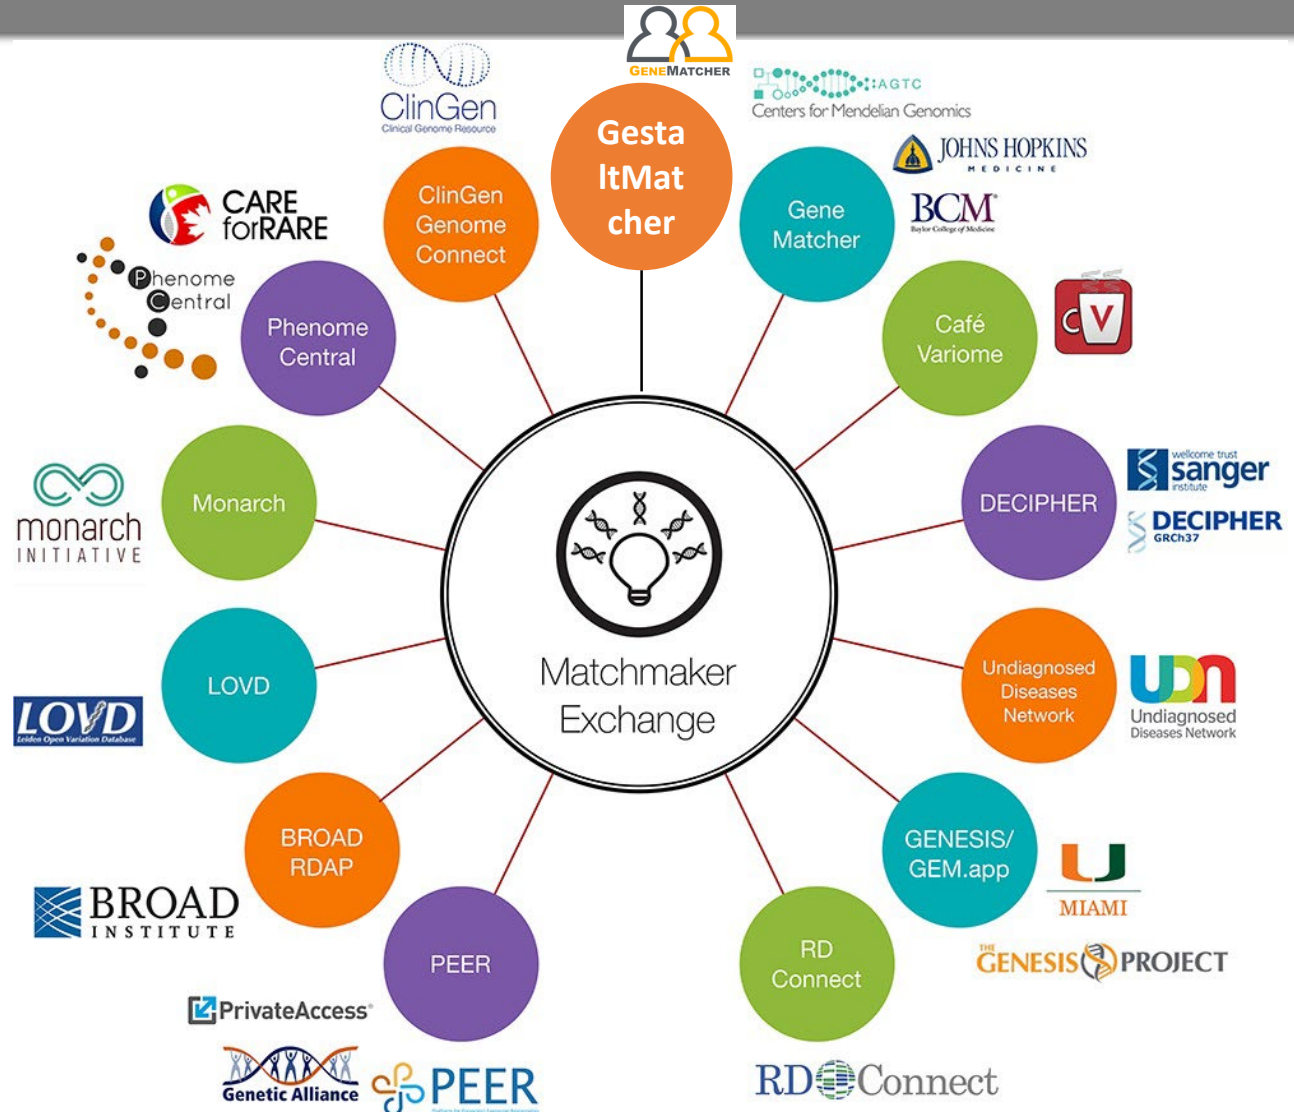 GENEMATCHER
ClinGen
Clinical Genome Resource
AGTC
Centers for Mendelian Genomics
Gesta
ltMat
cher
JOHNS HOPKINS
MEDICINE
BCM
Baylor College of Medicine
ClinGen
Genome
Connect
Gene
Matcher
CARE
forRARE
Phenome
Central
Phenome
Central
Café
Variome
CV
monarch
INITIATIVE
Monarch
DECIPHER
wellcome trust
sanger
institute
DECIPHER
GRCh37
Matchmaker
Exchange
LOVD
LOVD
Leiden Open Variation Database
Undiagnosed
Diseases
Network
UDN
Undiagnosed
Diseases Network
BROAD
RDAP
BROAD
INSTITUTE
GENESIS/
GEM.app
U
MIAMI
THE
GENESIS PROJECT
PEER
RD
Connect
PrivateAccess
Genetic Alliance
PEER
RD Connect